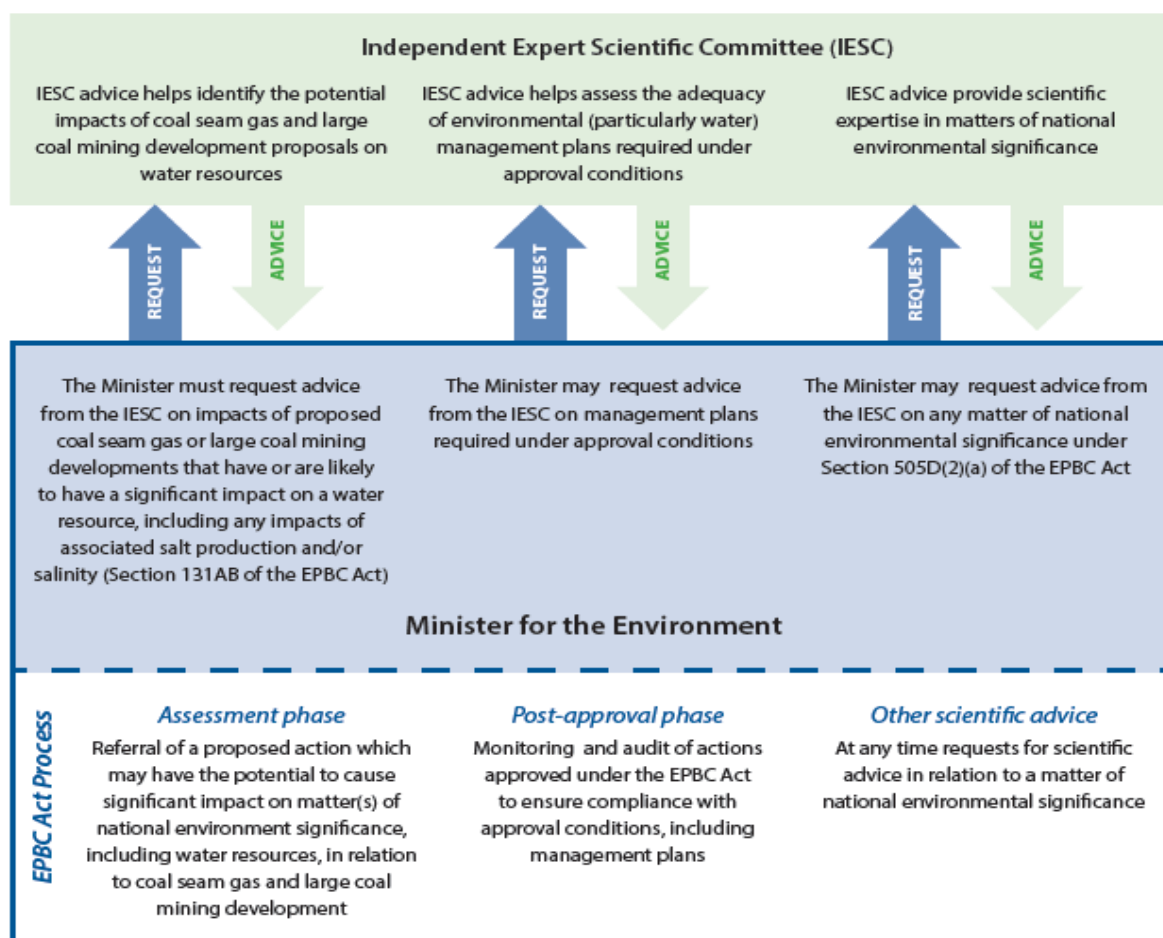 Independent Expert Scientific Committee (IESC)
IESC advice helps identify the potential
impacts of coal seam gas and large
coal mining development proposals on
water resources
IESC advice helps assess the adequacy
of environmental (particularly water)
management plans required under
approval conditions
IESC advice provide scientific
expertise in matters of national
environmental significance
REQUEST
ADVICE
REQUEST
ADVICE
REQUEST
ADVICE
The Minister must request advice
from the IESC on impacts of proposed
coal seam gas or large coal mining
developments that have or are likely
to have a significant impact on a water
resource, including any impacts of
associated salt production and/or
salinity (Section 131AB of the EPBC Act)
The Minister may request advice
from the IESC on management plans
required under approval conditions
The Minister may request advice from
the IESC on any matter of national
environmental significance under
Section 505D(2)(a) of the EPBC Act
Minister for the Environment
EPBC Act Process
Assessment phase
Referral of a proposed action which
may have the potential to cause
significant impact on matter(s) of
national environment significance,
including water resources, in relation
to coal seam gas and large coal
mining development
Post-approval phase
Monitoring and audit of actions
approved under the EPBC Act
to ensure compliance with
approval conditions, including
management plans
Other scientific advice
At any time requests for scientific
advice in relation to a matter of
national environmental significance